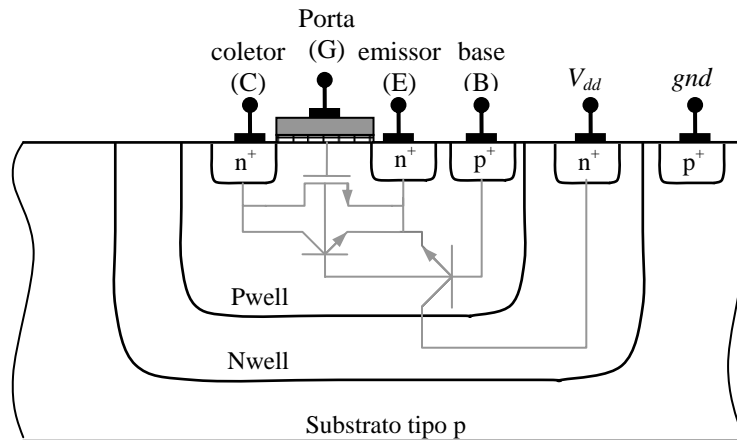 Porta
(G)
coletor
(C)
emissor
(E)
base
(B)
Vdd
gnd
n+
n+
p+
n+
p+
Pwell
Nwell
Substrato tipo p